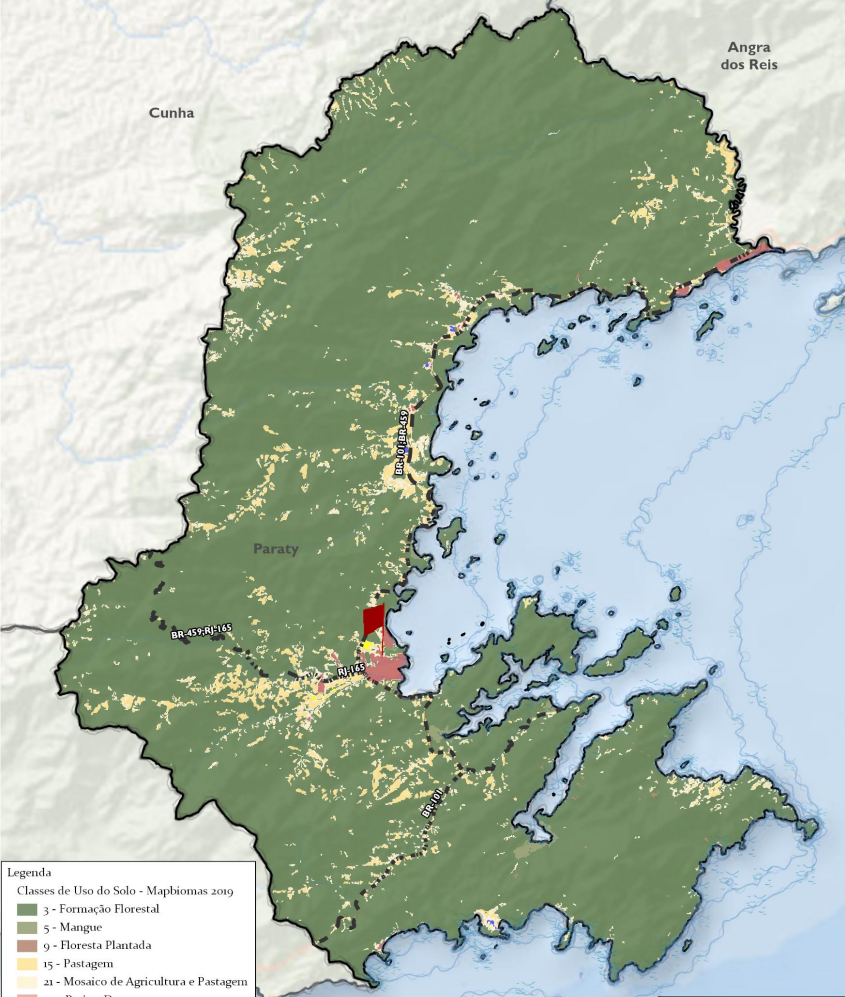 Angra
dos Reis
Cunha
BR-101;BR-459
Paraty
BR-459;RJ-165
RJ-165
BR-101
Legenda
Classes de Uso do Solo - Mapbiomas 2019
3 - Formação Florestal
5 - Mangue
9 - Floresta Plantada
15 - Pastagem
21 - Mosaico de Agricultura e Pastagem